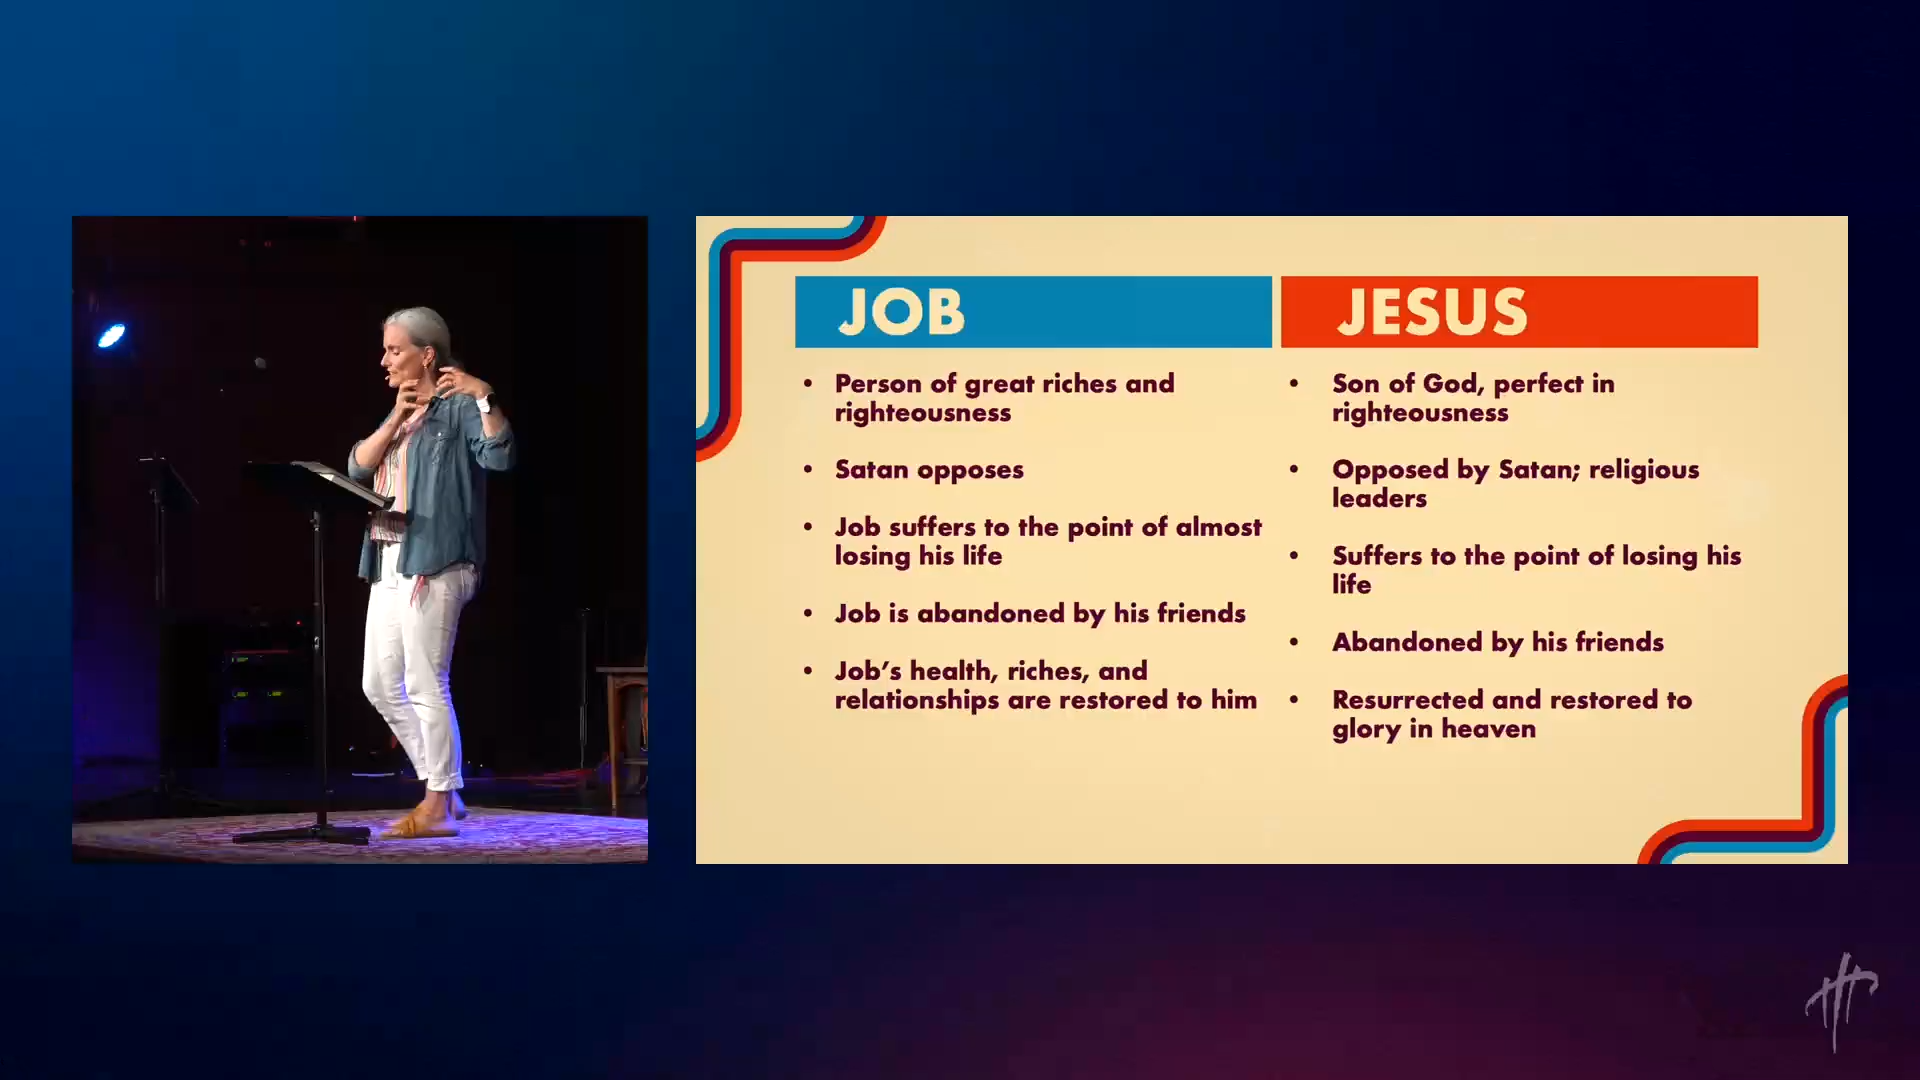 JOB
• Person of great riches and
righteousness
• Satan opposes
• Job suffers to the point of almost
losing his life
• Job is abandoned by his friends
• Job’s health, riches, and
relationships are restored to him
JESUS
• Son of God, perfect in
righteousness
• Opposed by Satan; religious
leaders
• Suffers to the point of losing his
life
• Abandoned by his friends
• Resurrected and restored to
glory in heaven